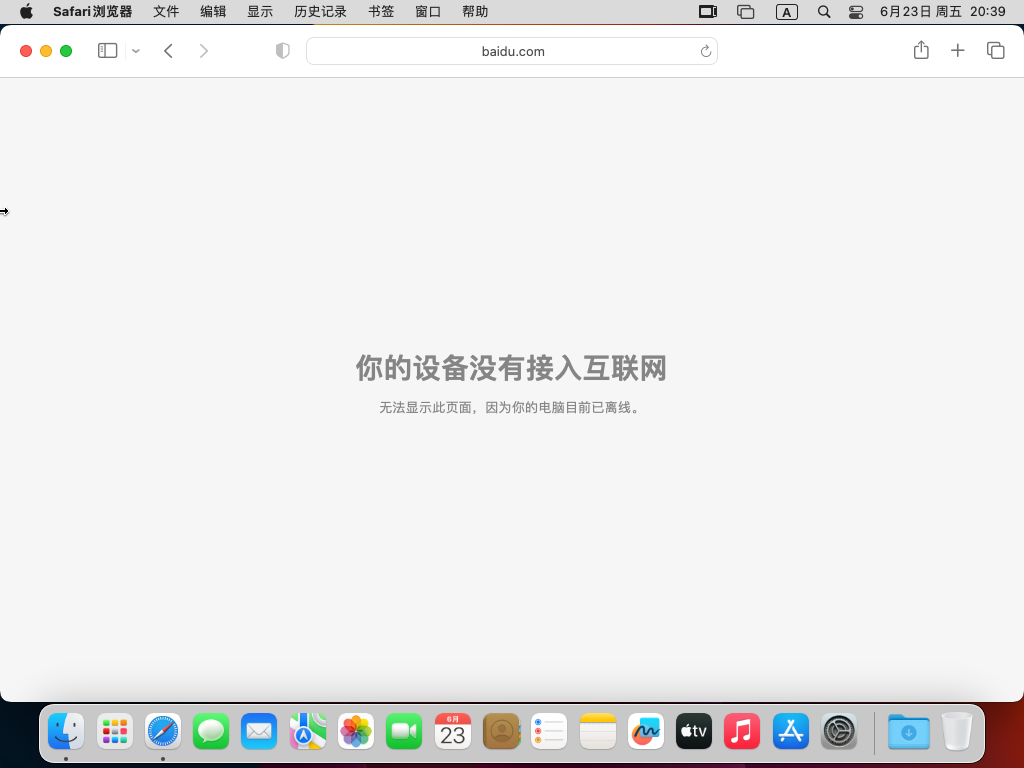 Safari浏览器 文件 编辑 显示 历史记录 书签 窗口 帮助 A 6月23日 周五 20:39
baidu.com
你的设备没有接入互联网
无法显示此页面，因为你的电脑目前已离线。
6月
23
tv